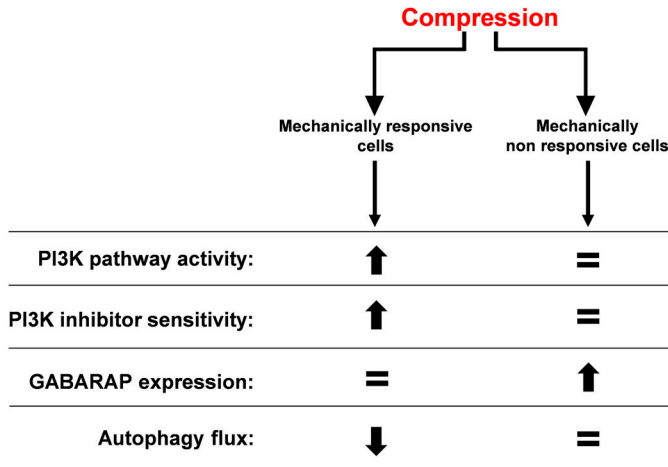 Compression
Mechanically responsive
cells
Mechanically
non responsive cells
PI3K pathway activity:
=
PI3K inhibitor sensitivity:
=
GABARAP expression:
=
Autophagy flux:
=